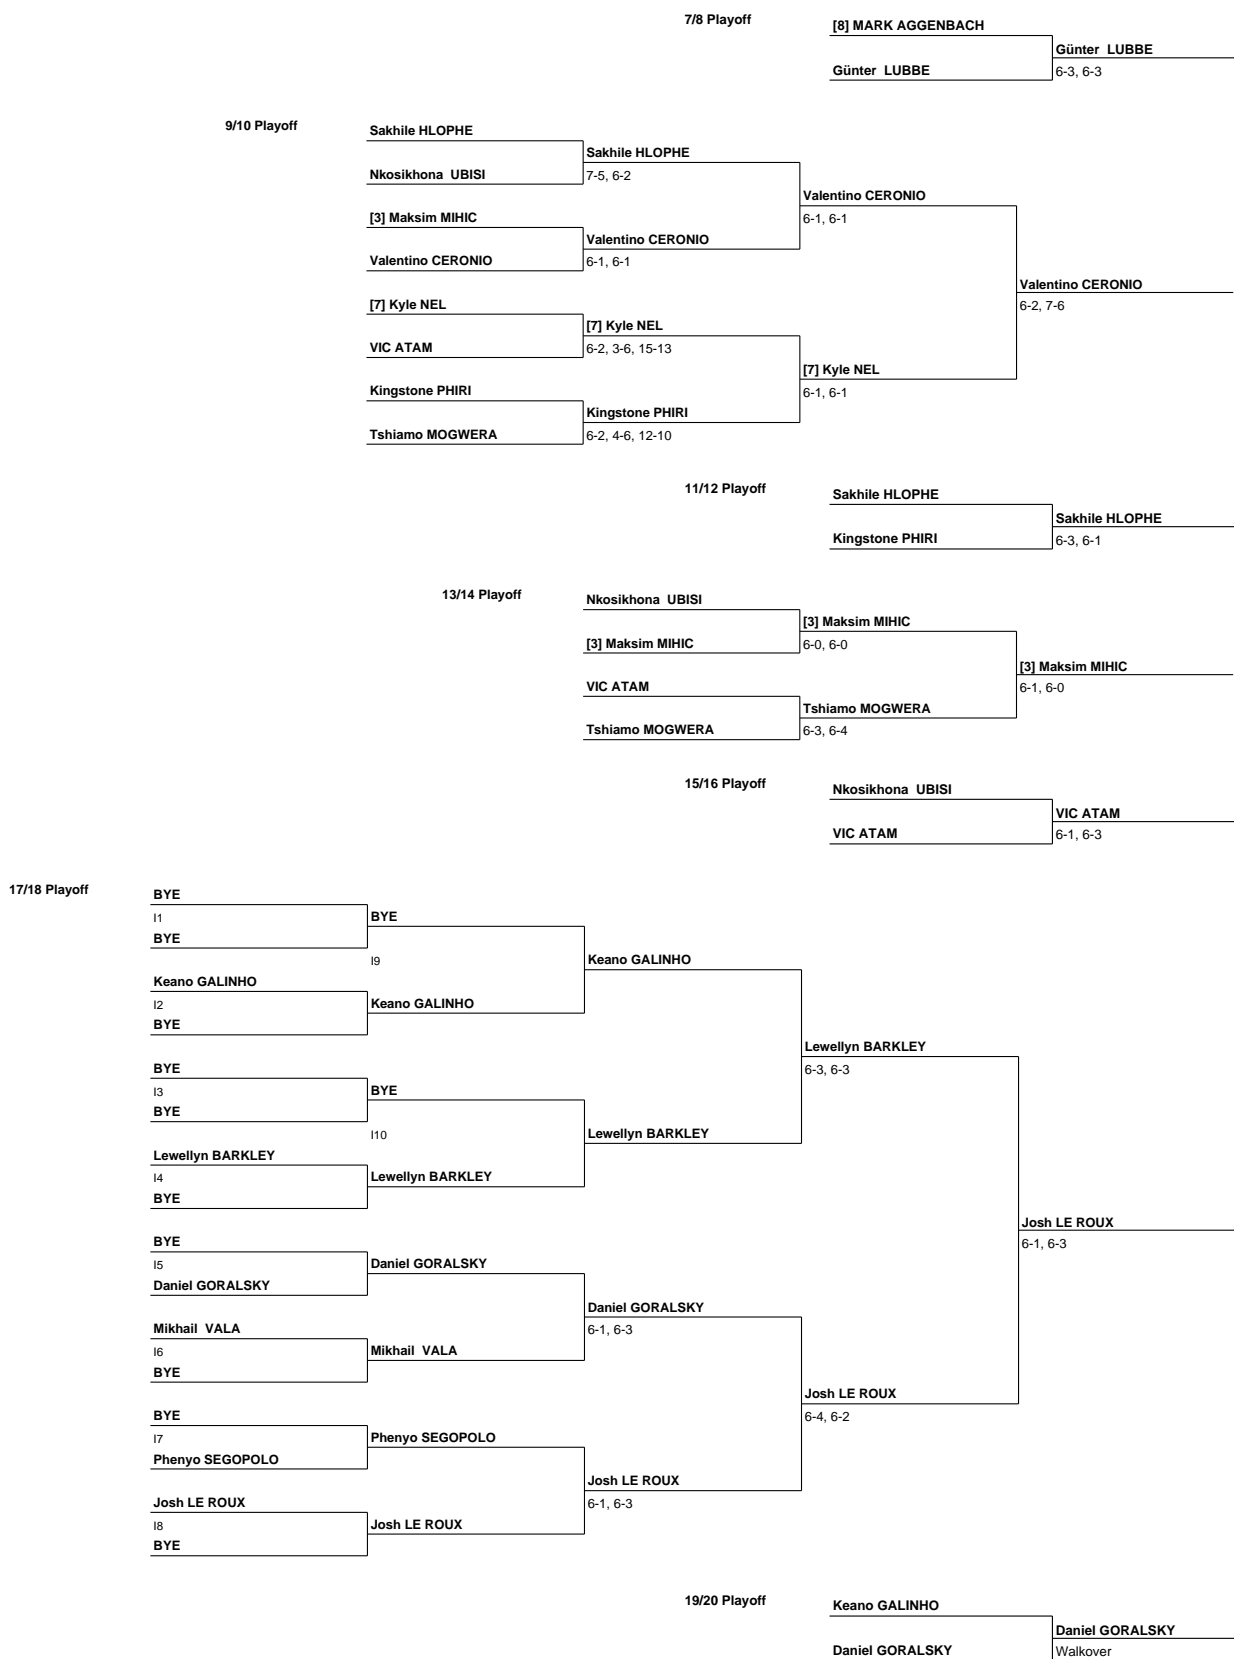 7/8 Playoff
[8] MARK AGGENBACH
Günter  LUBBE
Günter  LUBBE
6-3, 6-3
9/10 Playoff
Sakhile HLOPHE
Sakhile HLOPHE
Nkosikhona  UBISI
7-5, 6-2
Valentino CERONIO
[3] Maksim MIHIC
6-1, 6-1
Valentino CERONIO
Valentino CERONIO
6-1, 6-1
Valentino CERONIO
[7] Kyle NEL
6-2, 7-6
[7] Kyle NEL
VIC ATAM
6-2, 3-6, 15-13
[7] Kyle NEL
Kingstone PHIRI
6-1, 6-1
Kingstone PHIRI
Tshiamo MOGWERA
6-2, 4-6, 12-10
11/12 Playoff
Sakhile HLOPHE
Sakhile HLOPHE
Kingstone PHIRI
6-3, 6-1
13/14 Playoff
Nkosikhona  UBISI
[3] Maksim MIHIC
[3] Maksim MIHIC
6-0, 6-0
[3] Maksim MIHIC
VIC ATAM
6-1, 6-0
Tshiamo MOGWERA
Tshiamo MOGWERA
6-3, 6-4
15/16 Playoff
Nkosikhona  UBISI
VIC ATAM
VIC ATAM
6-1, 6-3
17/18 Playoff
BYE
I1
BYE
BYE
I9
Keano GALINHO
Keano GALINHO
I2
Keano GALINHO
BYE
Lewellyn BARKLEY
BYE
6-3, 6-3
I3
BYE
BYE
I10
Lewellyn BARKLEY
Lewellyn BARKLEY
I4
Lewellyn BARKLEY
BYE
Josh LE ROUX
BYE
6-1, 6-3
I5
Daniel GORALSKY
Daniel GORALSKY
Daniel GORALSKY
Mikhail  VALA
6-1, 6-3
I6
Mikhail  VALA
BYE
Josh LE ROUX
BYE
6-4, 6-2
I7
Phenyo SEGOPOLO
Phenyo SEGOPOLO
Josh LE ROUX
Josh LE ROUX
6-1, 6-3
I8
Josh LE ROUX
BYE
19/20 Playoff
Keano GALINHO
Daniel GORALSKY
Daniel GORALSKY
Walkover